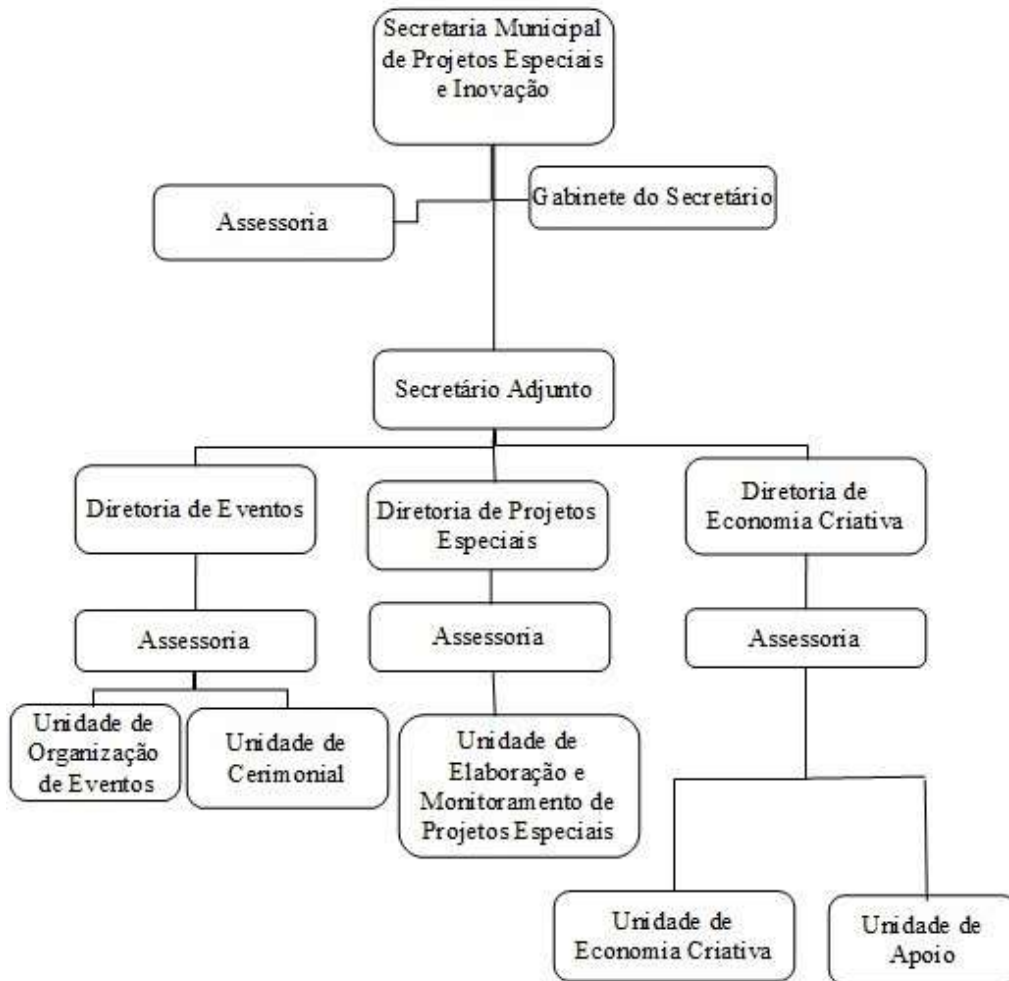 Secretaria Municipal
de Projetos Especiais
e Inovação
Gabinete do Secretário
Assessoria
Secretário Adjunto
Diretoria de Eventos
Diretoria de Projetos
Especiais
Diretoria de
Economia Criativa
Assessoria
Assessoria
Assessoria
Unidade de
Organização
de Eventos
Unidade de
Cerimonial
Unidade de
Elaboração e
Monitoramento de
Projetos Especiais
Unidade de
Economia Criativa
Unidade de
Apoio